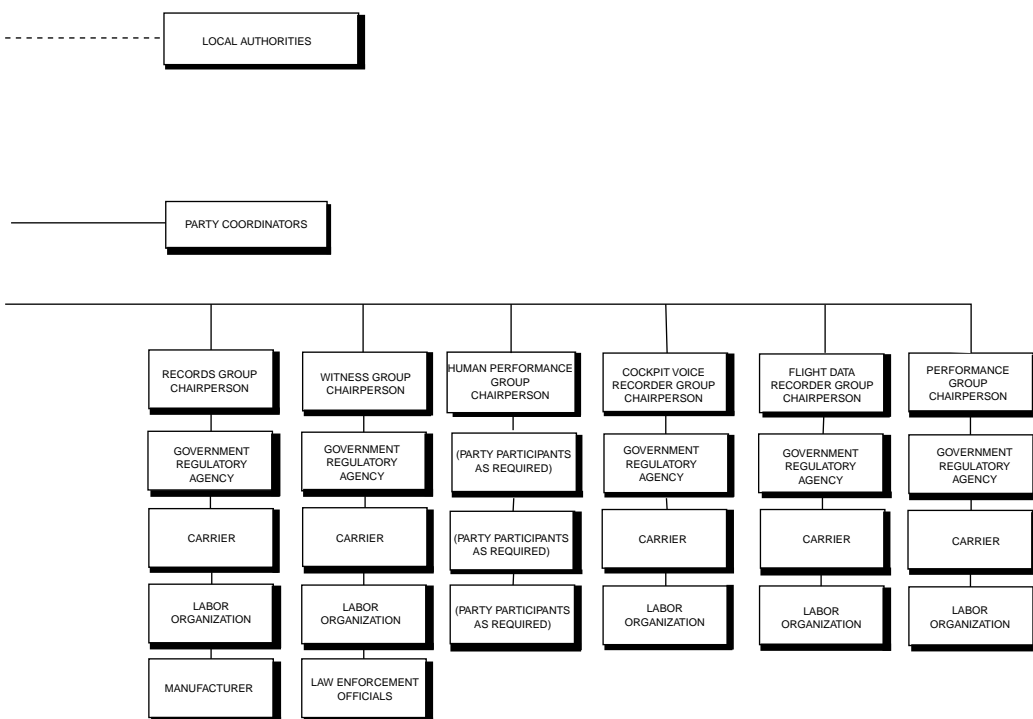 LOCAL AUTHORITIES
PARTY COORDINATORS
RECORDS GROUP
CHAIRPERSON
WITNESS GROUP
CHAIRPERSON
HUMAN PERFORMANCE
GROUP
CHAIRPERSON
COCKPIT VOICE
RECORDER GROUP
CHAIRPERSON
FLIGHT DATA
RECORDER GROUP
CHAIRPERSON
PERFORMANCE
GROUP
CHAIRPERSON
GOVERNMENT
REGULATORY
AGENCY
GOVERNMENT
REGULATORY
AGENCY
(PARTY PARTICIPANTS
AS REQUIRED)
GOVERNMENT
REGULATORY
AGENCY
GOVERNMENT
REGULATORY
AGENCY
GOVERNMENT
REGULATORY
AGENCY
CARRIER
CARRIER
(PARTY PARTICIPANTS
AS REQUIRED)
CARRIER
CARRIER
CARRIER
LABOR
ORGANIZATION
LABOR
ORGANIZATION
(PARTY PARTICIPANTS
AS REQUIRED)
LABOR
ORGANIZATION
LABOR
ORGANIZATION
LABOR
ORGANIZATION
MANUFACTURER
LAW ENFORCEMENT
OFFICIALS